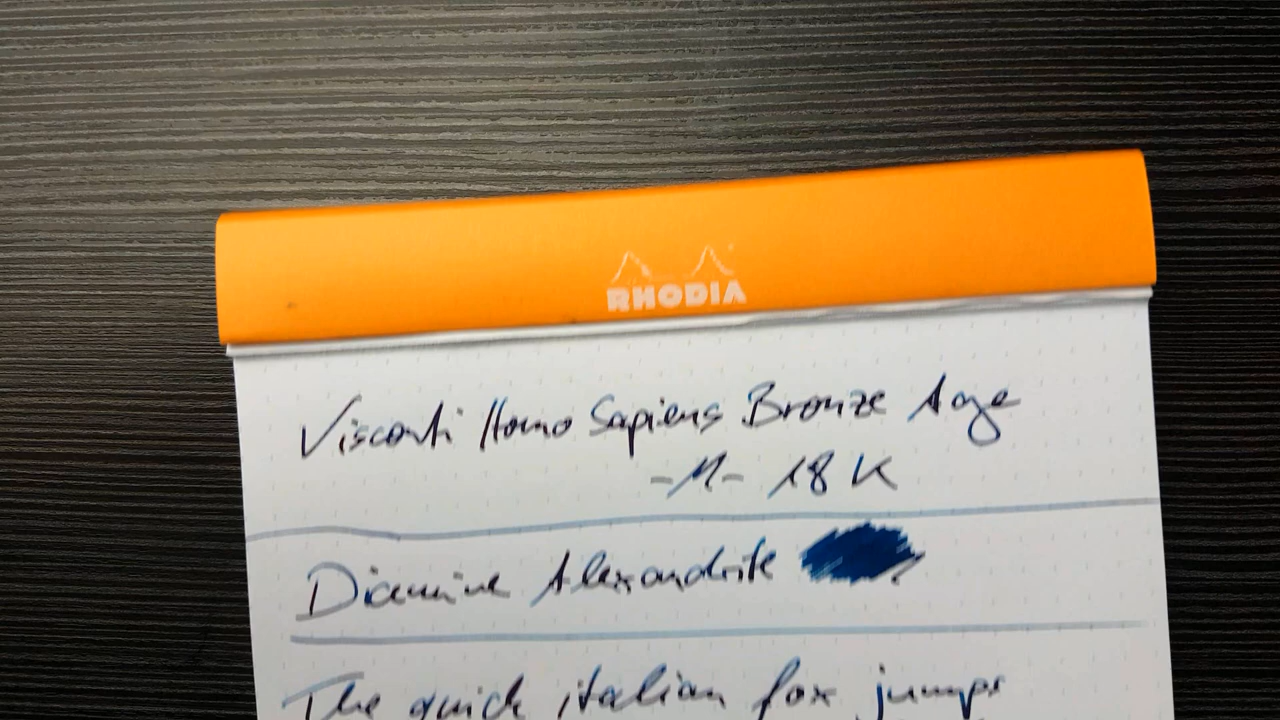 RHODIA
Visconti Homo Sapiens Bronze Age
-M- 18 K
Diamine Alexandrite
The quick italian fox jumps